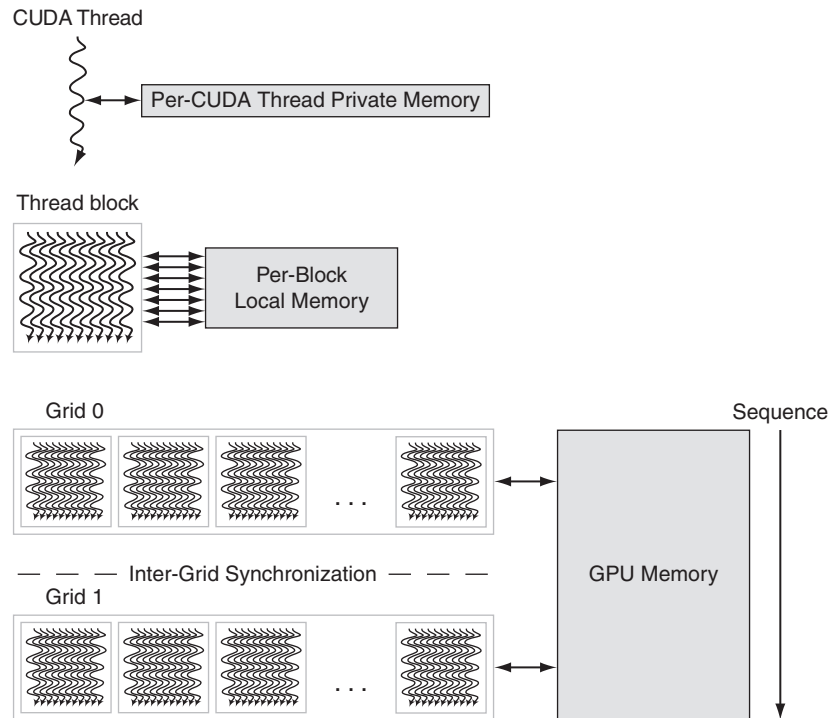 CUDA Thread
Per-CUDA Thread Private Memory
Thread block
Per-Block
Local Memory
Grid 0
Sequence
. . .
Inter-Grid Synchronization
GPU Memory
Grid 1
. . .